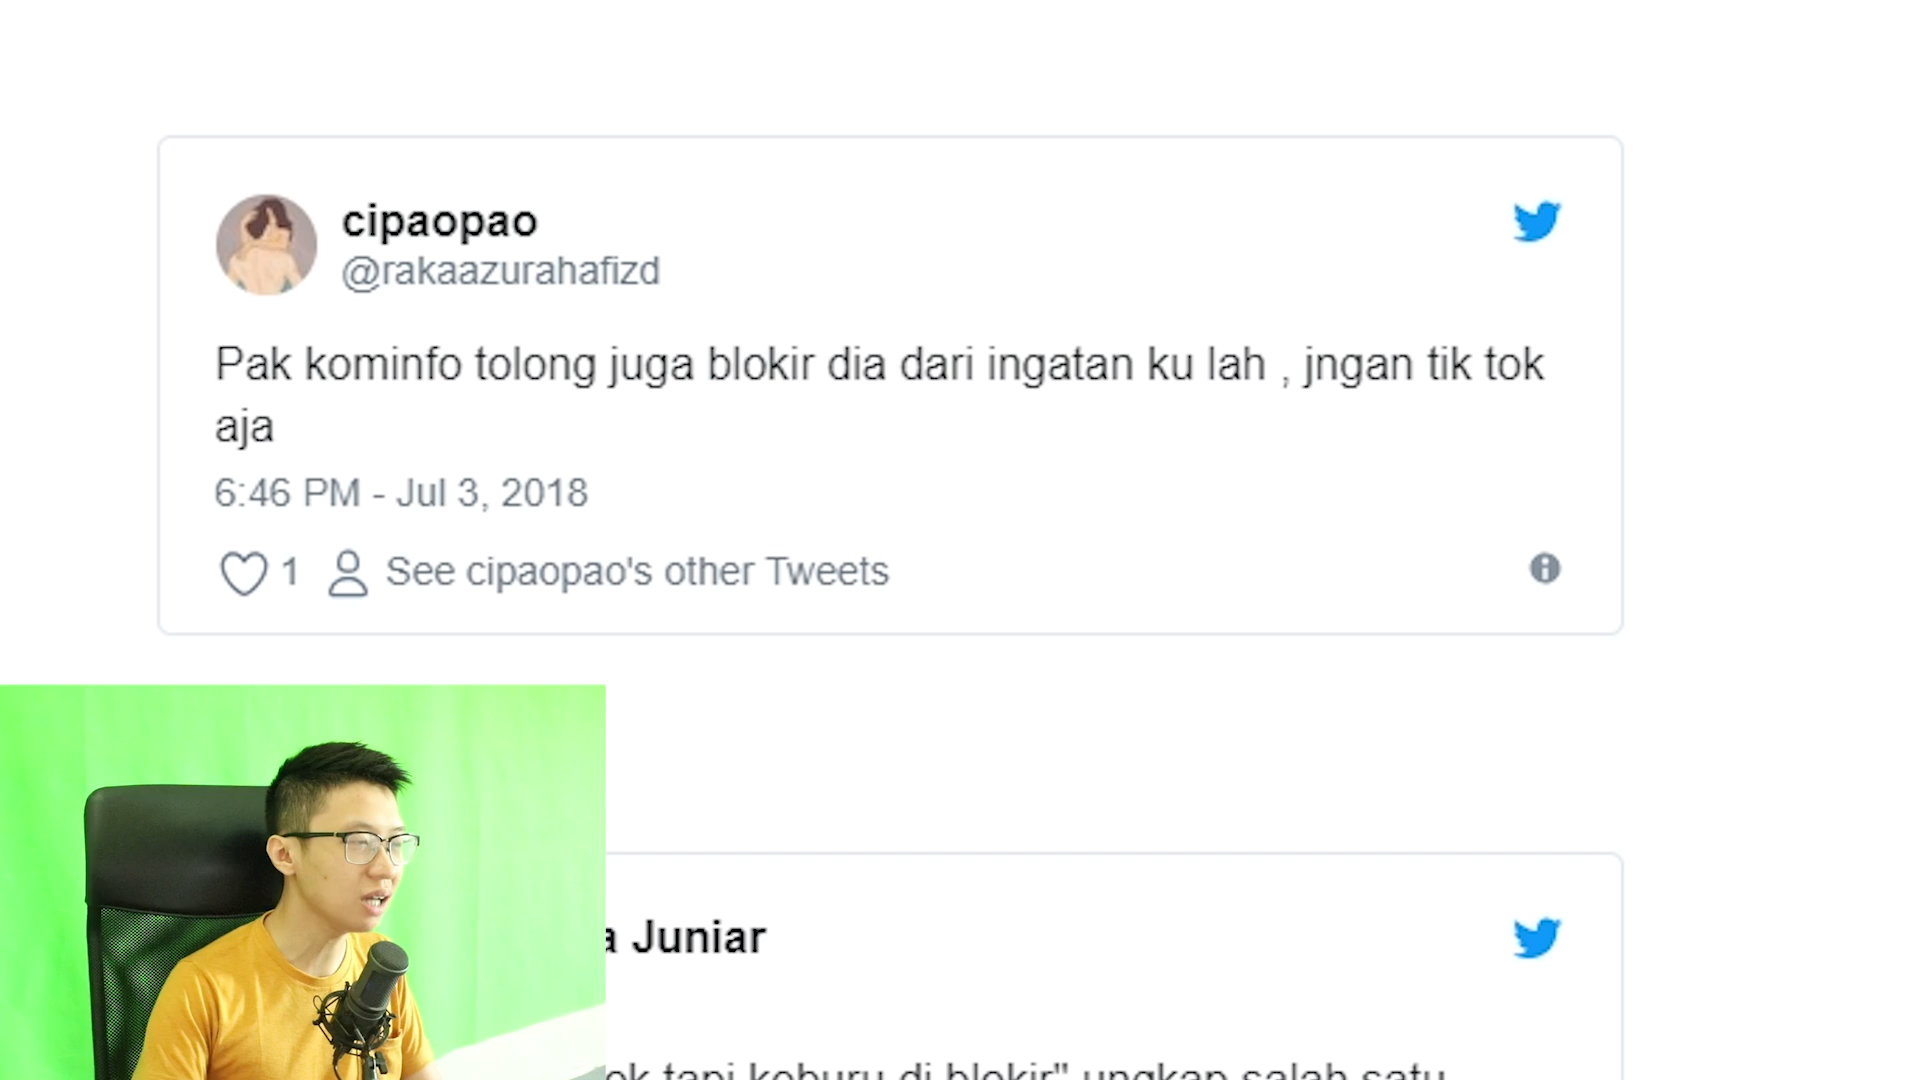 cipaopao
@rakaazurahafizd
Pak kominfo tolong juga blokir dia dari ingatan ku lah , jngan tik tok
aja
6:46 PM - Jul 3, 2018
1 See cipaopao's other Tweets
a Juniar
ok tapi keburu di blokir" ungkap salah satu